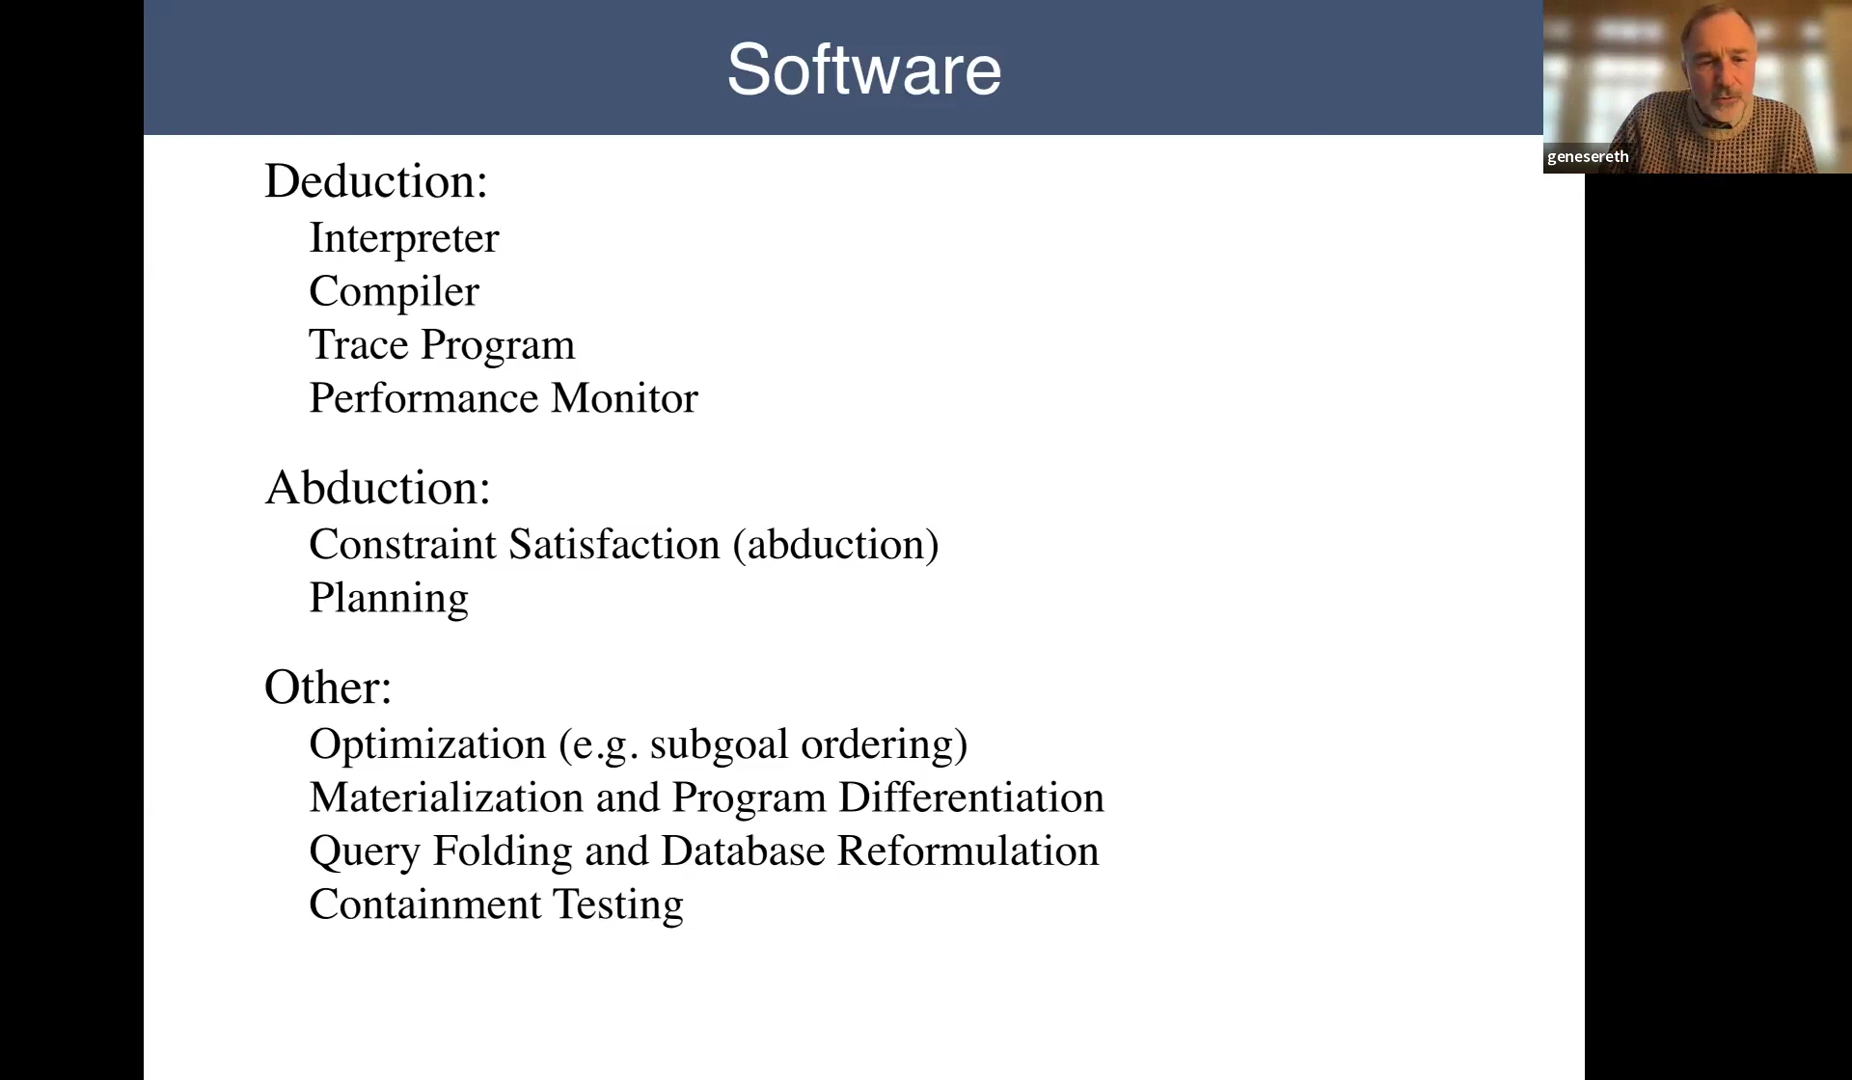 Software
genesereth
Deduction:
Interpreter
Compiler
Trace Program
Performance Monitor
Abduction:
Constraint Satisfaction (abduction)
Planning
Other:
Optimization (e.g. subgoal ordering)
Materialization and Program Differentiation
Query Folding and Database Reformulation
Containment Testing